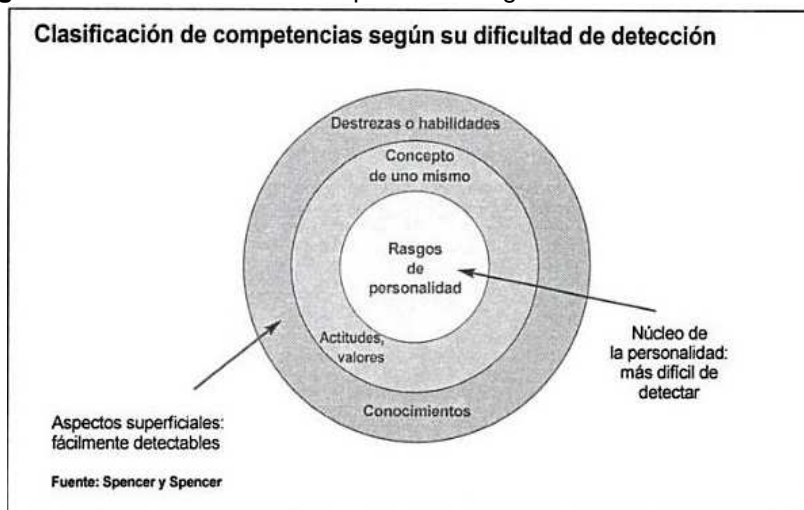 Clasificación de competencias según su dificultad de detección
Destrezas o habilidades
Concepto
de uno mismo
Rasgos
de
personalidad
Actitudes,
valores
Conocimientos
Núcleo de
la personalidad:
más difícil de
detectar
Aspectos superficiales:
fácilmente detectables
Fuente: Spencer y Spencer